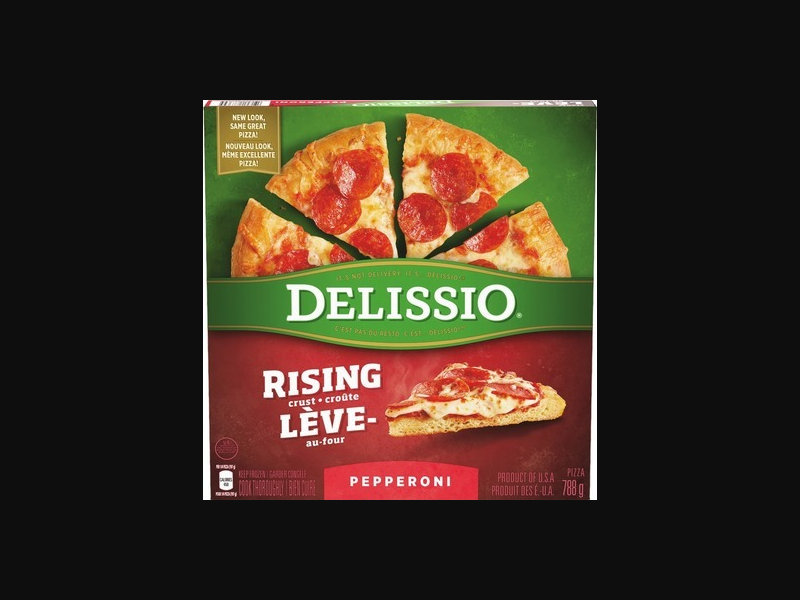 NEW LOOK,
SAME GREAT
PIZZA!
NOUVEAU LOOK,
MÊME EXCELLENTE
PIZZA!
IT'S NOT DELIVERY. IT'S DELISSIO
DELISSIO®
C'EST PAS DU RESTO. C'EST DELISSIO
RISING
crust • croûte
LÈVE-
au-four
KEEP FROZEN | GARDER CONGELÉ
COOK THOROUGHLY | BIEN CUIRE
CALORIES
PEPPERONI
PRODUCT OF U.S.A
PRODUIT DES É.-U.A.
PIZZA
788 g